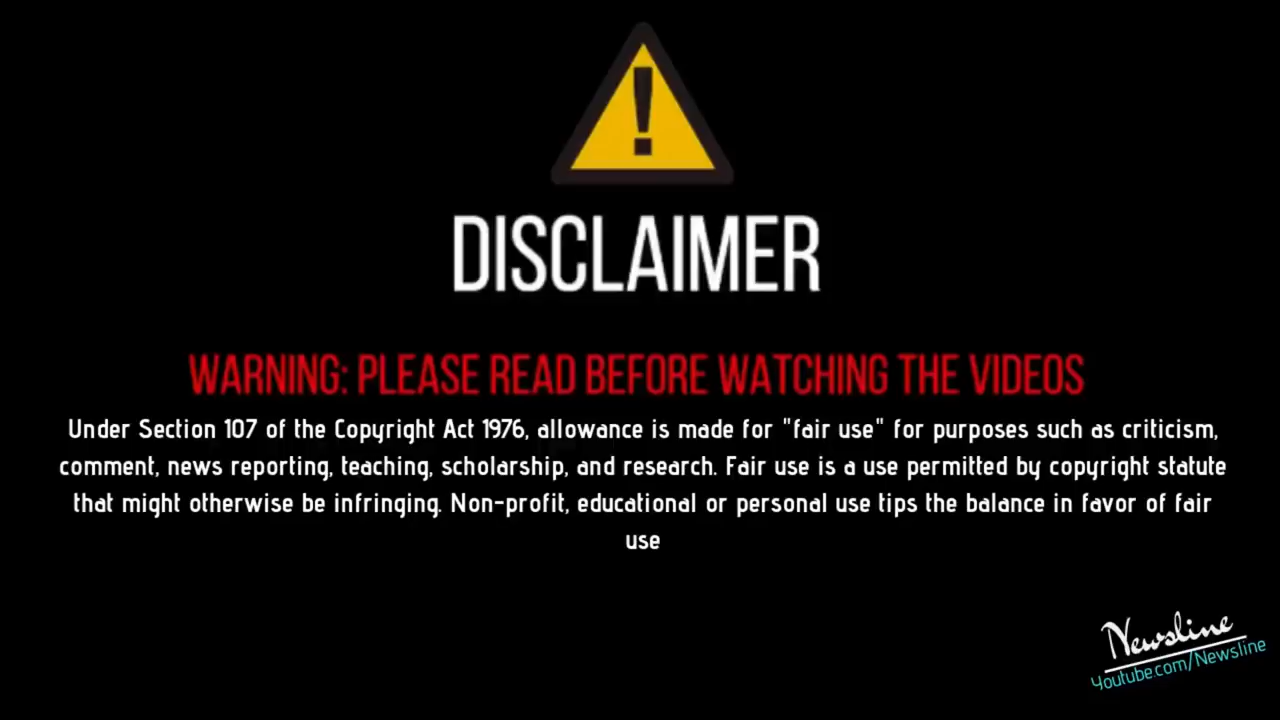 !
DISCLAIMER
WARNING: PLEASE READ BEFORE WATCHING THE VIDEOS
Under Section 107 of the Copyright Act 1976, allowance is made for "fair use" for purposes such as criticism,
comment, news reporting, teaching, scholarship, and research. Fair use is a use permitted by copyright statute
that might otherwise be infringing. Non-profit, educational or personal use tips the balance in favor of fair
use
Newsline
Youtube.com/Newsline